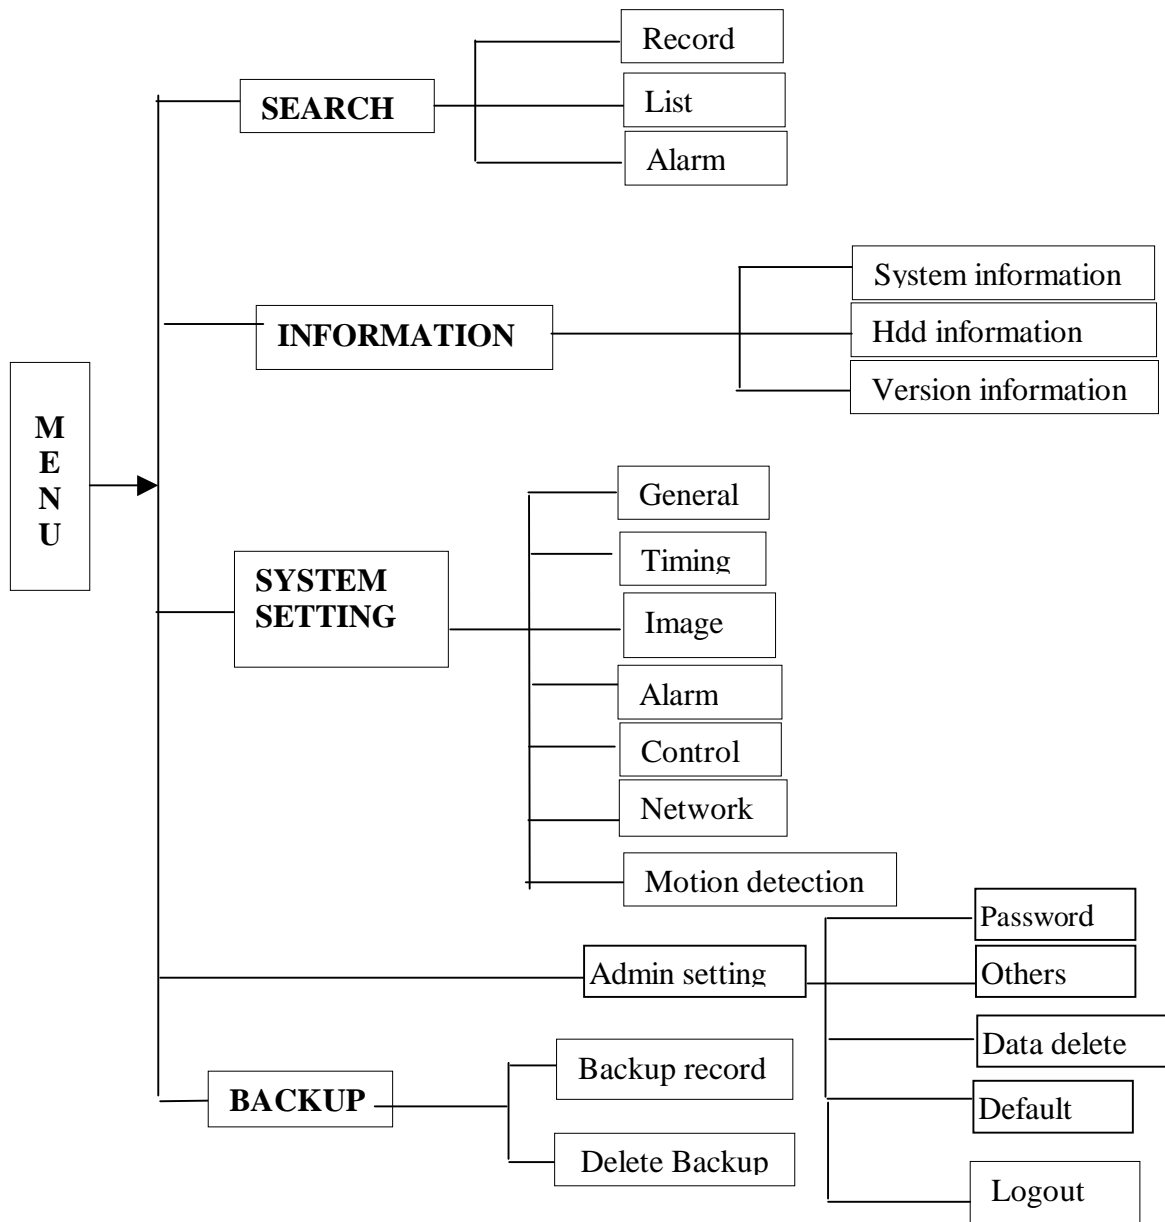 MENU
SEARCH
Record
List
Alarm
INFORMATION
System information
Hdd information
Version information
SYSTEM
SETTING
General
Timing
Image
Alarm
Control
Network
Motion detection
Admin setting
Password
Others
Data delete
Default
Logout
BACKUP
Backup record
Delete Backup